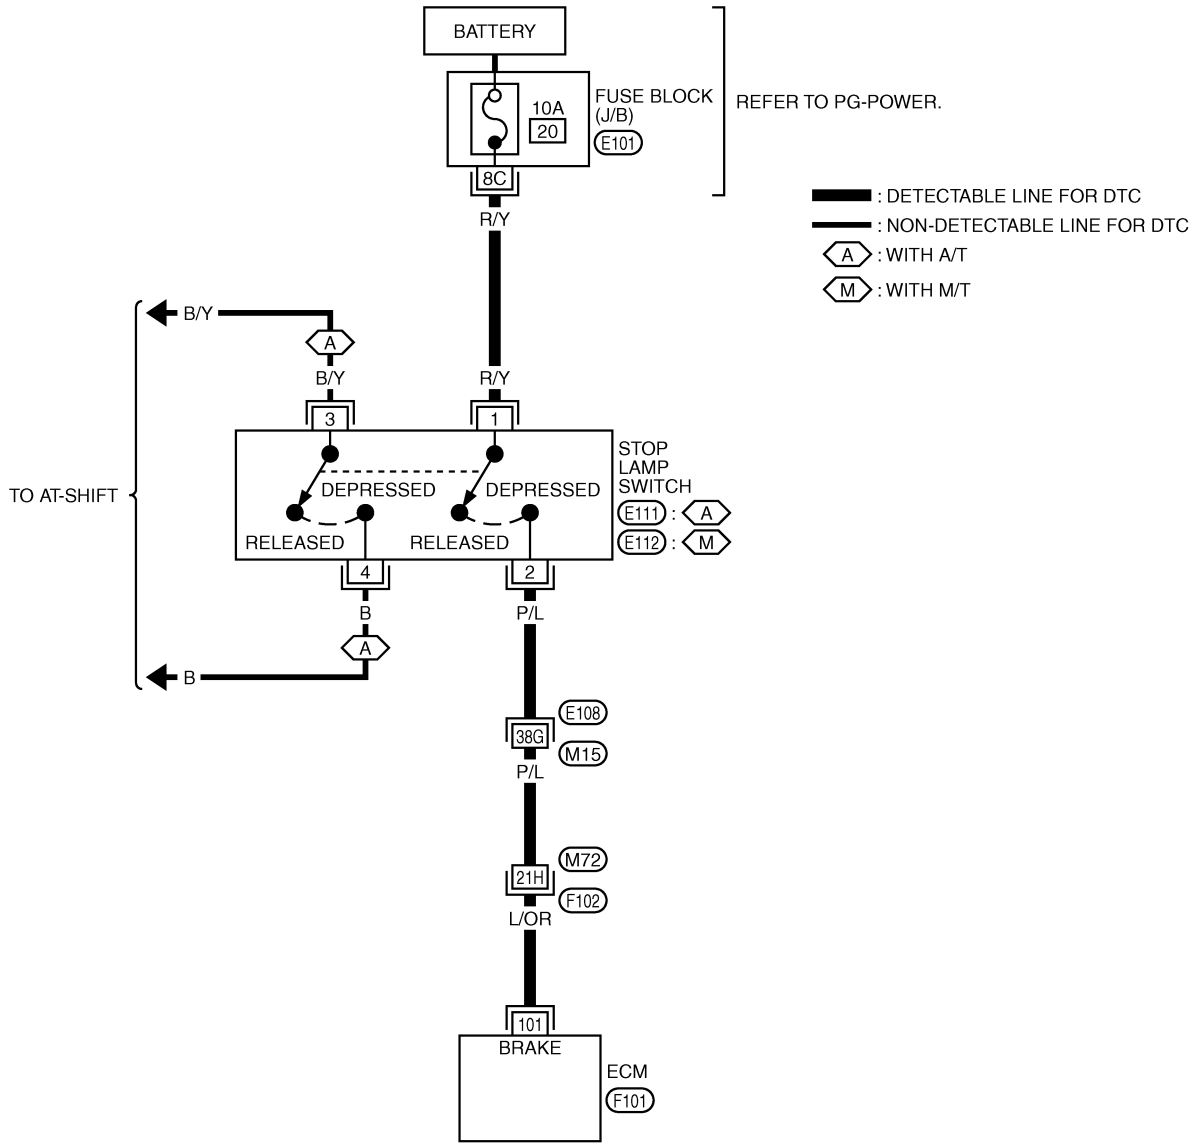 BATTERY
FUSE BLOCK
(J/B)
10A
20
E101
REFER TO PG-POWER.
8C
: DETECTABLE LINE FOR DTC
R/Y
: NON-DETECTABLE LINE FOR DTC
A : WITH A/T
M : WITH M/T
B/Y
A
B/Y
R/Y
3
1
STOP
LAMP
SWITCH
DEPRESSED
DEPRESSED
TO AT-SHIFT
E111 : A
RELEASED
RELEASED
E112 : M
4
2
B
P/L
A
B
E108
38G
M15
P/L
M72
21H
F102
L/OR
101
BRAKE
ECM
F101